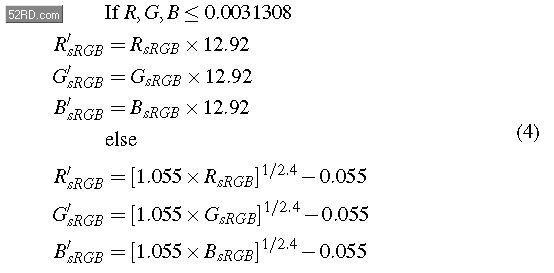 52RD.com
If R, G, B ≤ 0.0031308
R′sRGB = RsRGB × 12.92
G′sRGB = GsRGB × 12.92
B′sRGB = BsRGB × 12.92
else
(4)
R′sRGB = [1.055 × RsRGB]^1/2.4 − 0.055
G′sRGB = [1.055 × GsRGB]^1/2.4 − 0.055
B′sRGB = [1.055 × BsRGB]^1/2.4 − 0.055